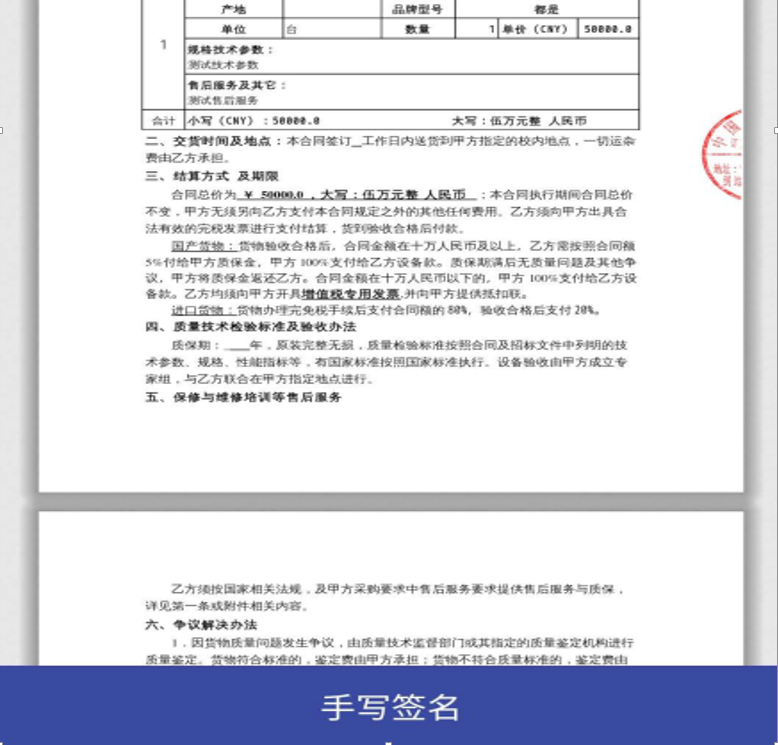 产地 品牌型号 都是
1 单位 台 数量 1 单价（CNY） 50000.0
规格技术参数：
测试技术参数
售后服务及其它：
测试售后服务
合计 小写（CNY）：50000.0 大写：伍万元整 人民币
二、交货时间及地点：本合同签订__工作日内送货到甲方指定的校内地点，一切运杂
费由乙方承担。
三、结算方式 及期限
合同总价为 ￥ 50000.0 ，大写：伍万元整 人民币 ；本合同执行期间合同总价
不变，甲方无须另向乙方支付本合同规定之外的其他任何费用。乙方须向甲方出具合
法有效的完税发票进行支付结算，货到验收合格后付款。
国产货物：货物验收合格后，合同金额在十万人民币及以上，乙方需按照合同额
5%付给甲方质保金，甲方 100%支付给乙方设备款。质保期满后无质量问题及其他争
议，甲方将质保金返还乙方。合同金额在十万人民币以下的，甲方 100%支付给乙方设
备款。乙方均须向甲方开具增值税专用发票,并向甲方提供抵扣联。
进口货物：货物办理完免税手续后支付合同额的 80%，验收合格后支付 20%。
四、质量技术检验标准及验收办法
质保期：____年，原装完整无损，质量检验标准按照合同及招标文件中列明的技
术参数、规格、性能指标等，有国家标准按照国家标准执行。设备验收由甲方成立专
家组，与乙方联合在甲方指定地点进行。
五、保修与维修培训等售后服务
乙方须按国家相关法规，及甲方采购要求中售后服务要求提供售后服务与质保，
详见第一条或附件相关内容。
六、争议解决办法
1．因货物质量问题发生争议，由质量技术监督部门或其指定的质量鉴定机构进行
质量鉴定。货物符合标准的，鉴定费由甲方承担；货物不符合质量标准的，鉴定费由
中国
地址：
手写签名